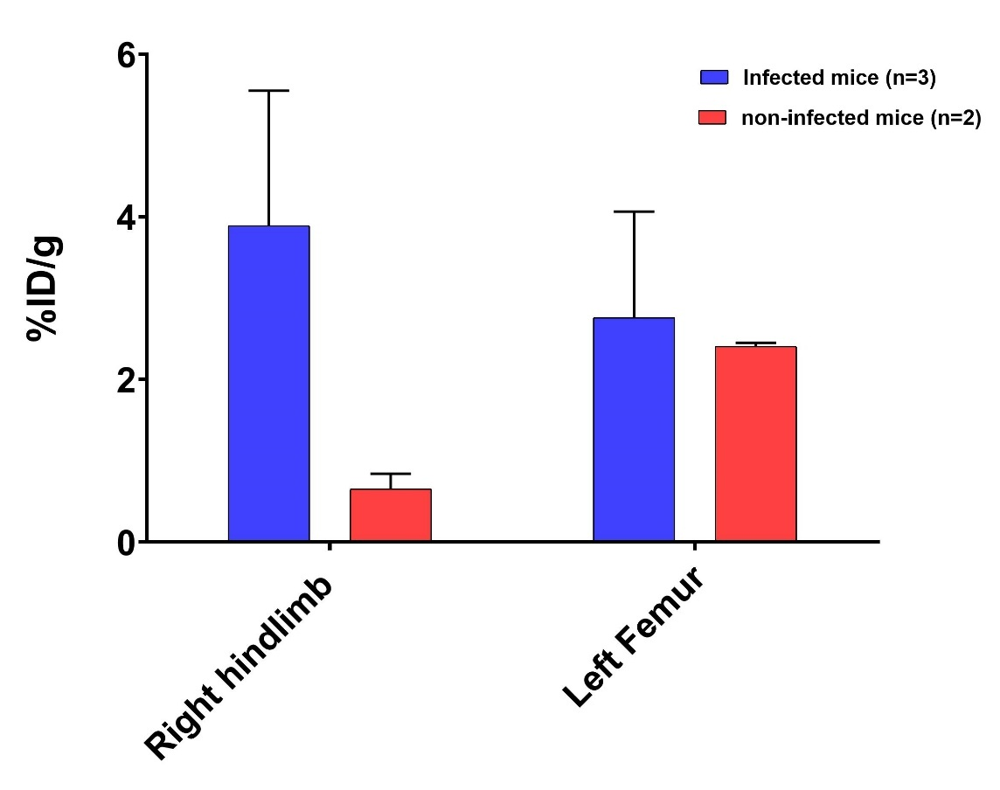 6
Infected mice (n=3)
non-infected mice (n=2)
4
%ID/g
2
0
Right hindlimb
Left Femur